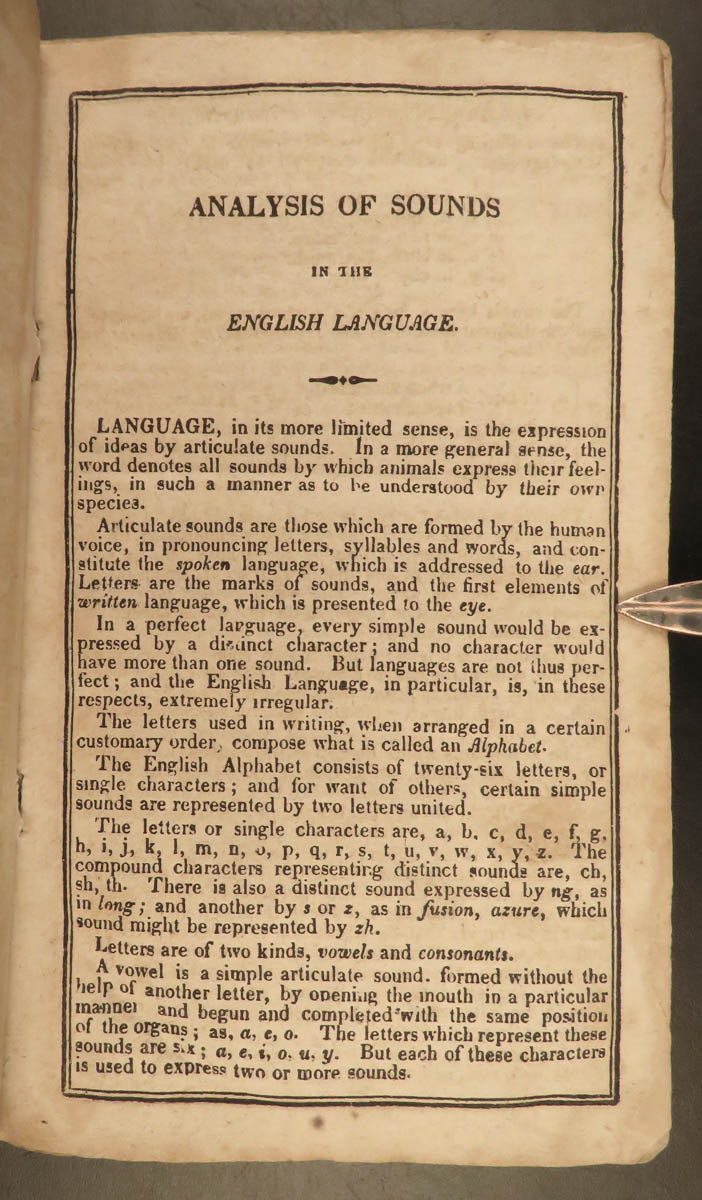 ANALYSIS OF SOUNDS
IN THE
ENGLISH LANGUAGE.
LANGUAGE, in its more limited sense, is the expression
of ideas by articulate sounds. In a more general sense, the
word denotes all sounds by which animals express their feel-
ings, in such a manner as to be understood by their own
species.
Articulate sounds are those which are formed by the human
voice, in pronouncing letters, syllables and words, and con-
stitute the spoken language, which is addressed to the ear.
Letters are the marks of sounds, and the first elements of
written language, which is presented to the eye.
In a perfect language, every simple sound would be ex-
pressed by a distinct character; and no character would
have more than one sound. But languages are not thus per-
fect; and the English Language, in particular, is, in these
respects, extremely irregular.
The letters used in writing, when arranged in a certain
customary order, compose what is called an Alphabet.
The English Alphabet consists of twenty-six letters, or
single characters; and for want of others, certain simple
sounds are represented by two letters united.
The letters or single characters are, a, b, c, d, e, f, g,
h, i, j, k, l, m, n, o, p, q, r, s, t, u, v, w, x, y, z. The
compound characters representing distinct sounds are, ch,
sh, th. There is also a distinct sound expressed by ng, as
in long; and another by s or z, as in fusion, azure, which
sound might be represented by zh.
Letters are of two kinds, vowels and consonants.
A vowel is a simple articulate sound. formed without the
help of another letter, by opening the mouth in a particular
manner and begun and completed with the same position
of the organs; as, a, e, o. The letters which represent these
sounds are six; a, e, i, o, u, y. But each of these characters
is used to express two or more sounds.